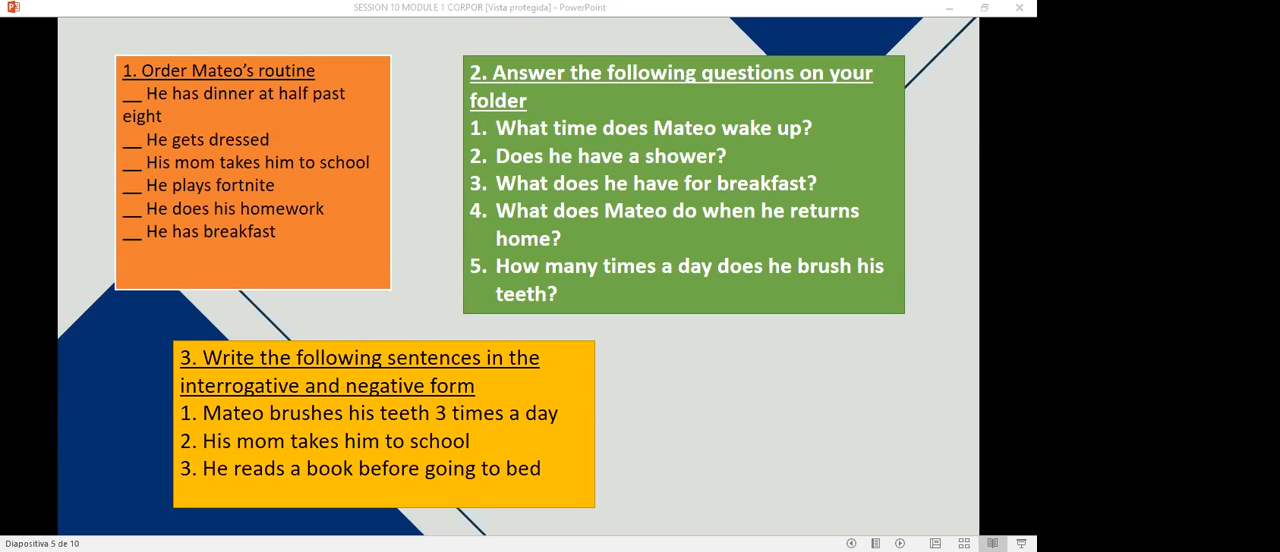 SESSION 10 MODULE 1 CORPOR [Vista protegida] - PowerPoint
1. Order Mateo's routine
__ He has dinner at half past
eight
__ He gets dressed
__ His mom takes him to school
__ He plays fortnite
__ He does his homework
__ He has breakfast
2. Answer the following questions on your
folder
1. What time does Mateo wake up?
2. Does he have a shower?
3. What does he have for breakfast?
4. What does Mateo do when he returns
home?
5. How many times a day does he brush his
teeth?
3. Write the following sentences in the
interrogative and negative form
1. Mateo brushes his teeth 3 times a day
2. His mom takes him to school
3. He reads a book before going to bed
Diapositiva 5 de 10